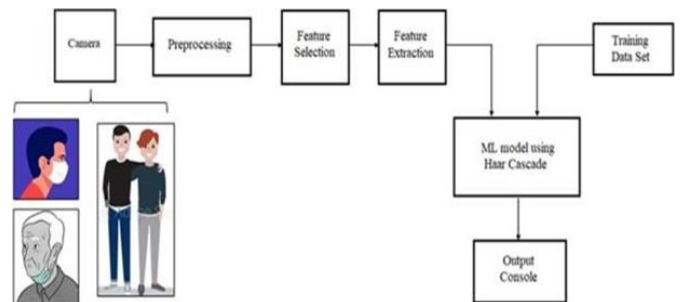 Camera
Preprocessing
Feature
Selection
Feature
Extraction
Training
Data Set
ML model using
Haar Cascade
Output
Console